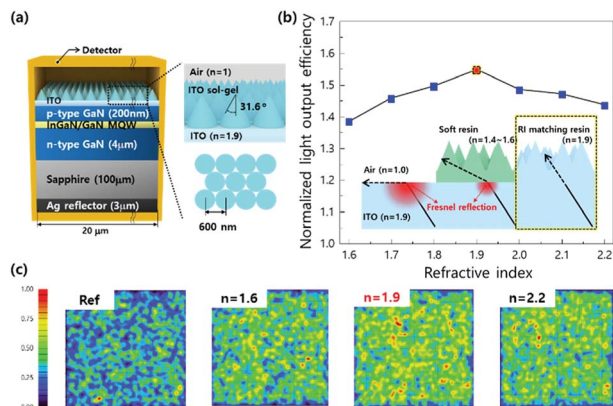 (a)
Detector
ITO
p-type GaN (200nm)
InGaN/GaN MQW
n-type GaN (4μm)
Sapphire (100μm)
Ag reflector (3μm)
20 μm
Air (n=1)
ITO sol-gel
31.6°
ITO (n=1.9)
600 nm
(b)
Normalized light output efficiency
1.7
1.6
1.5
1.4
1.3
1.2
1.1
1.0
Soft resin
(n=1.4~1.6)
RI matching resin
(n=1.9)
Air (n=1.0)
Fresnel reflection
ITO (n=1.9)
1.6 1.7 1.8 1.9 2.0 2.1 2.2
Refractive index
(c)
1.00
0.75
0.50
0.25
0.00
Ref
n=1.6
n=1.9
n=2.2